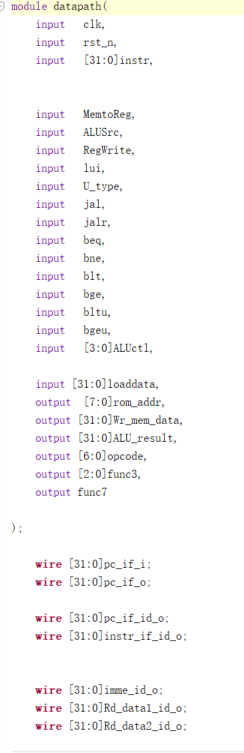 module datapath(
input clk,
input rst_n,
input [31:0]instr,
input MemtoReg,
input ALUSrc,
input RegWrite,
input lui,
input U_type,
input jal,
input jalr,
input beq,
input bne,
input blt,
input bge,
input bltu,
input bgeu,
input [3:0]ALUctl,
input [31:0]loaddata,
output [7:0]rom_addr,
output [31:0]Wr_mem_data,
output [31:0]ALU_result,
output [6:0]opcode,
output [2:0]func3,
output func7
);
wire [31:0]pc_if_i;
wire [31:0]pc_if_o;
wire [31:0]pc_if_id_o;
wire [31:0]instr_if_id_o;
wire [31:0]imme_id_o;
wire [31:0]Rd_data1_id_o;
wire [31:0]Rd_data2_id_o;